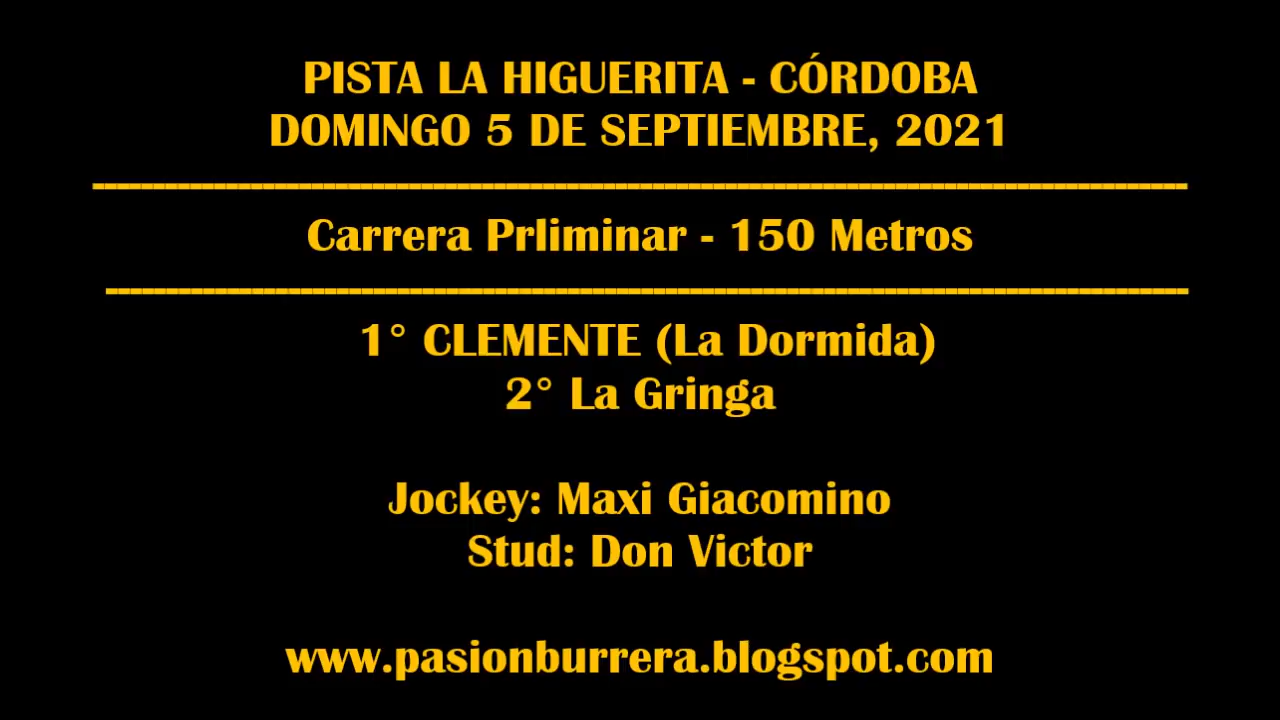 PISTA LA HIGUERITA - CÓRDOBA
DOMINGO 5 DE SEPTIEMBRE, 2021
Carrera Prliminar - 150 Metros
1° CLEMENTE (La Dormida)
2° La Gringa
Jockey: Maxi Giacomino
Stud: Don Victor
www.pasionburrera.blogspot.com